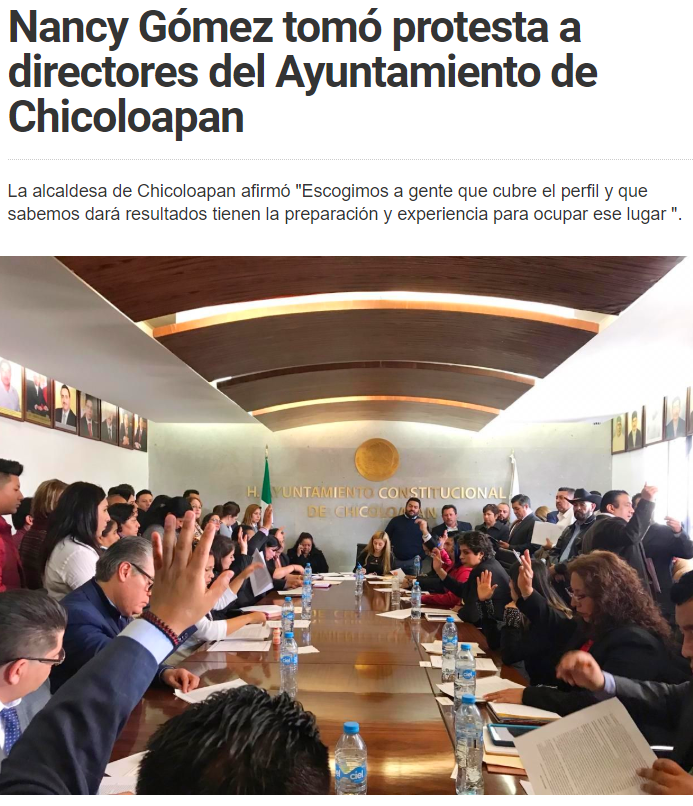 Nancy Gómez tomó protesta a
directores del Ayuntamiento de
Chicoloapan
La alcaldesa de Chicoloapan afirmó "Escogimos a gente que cubre el perfil y que
sabemos dará resultados tienen la preparación y experiencia para ocupar ese lugar ".
H. AYUNTAMIENTO CONSTITUCIONAL
DE CHICOLOAPAN
ciel
ciel
ciel